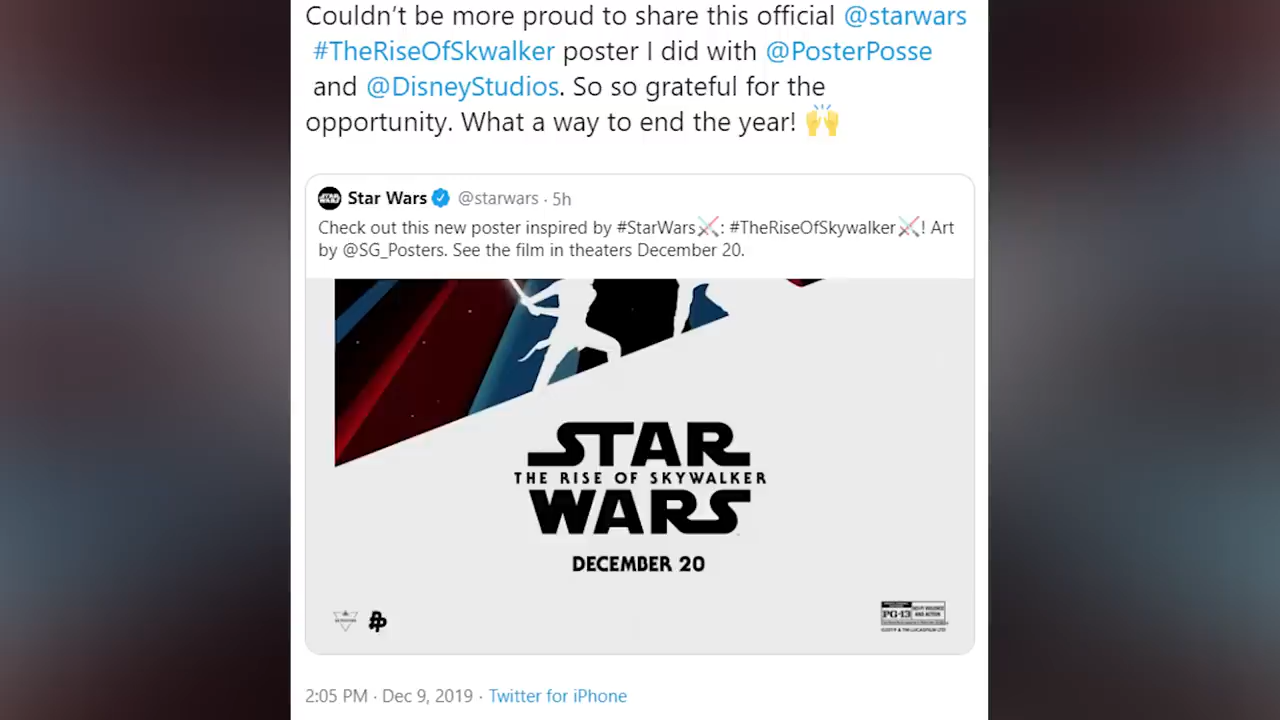 Couldn't be more proud to share this official @starwars
#TheRiseOfSkwalker poster I did with @PosterPosse
and @DisneyStudios. So so grateful for the
opportunity. What a way to end the year! 🙌
Star Wars @starwars · 5h
Check out this new poster inspired by #StarWars: #TheRiseOfSkywalker! Art
by @SG_Posters. See the film in theaters December 20.
STAR
THE RISE OF SKYWALKER
WARS
DECEMBER 20
PG-13
2:05 PM · Dec 9, 2019 · Twitter for iPhone